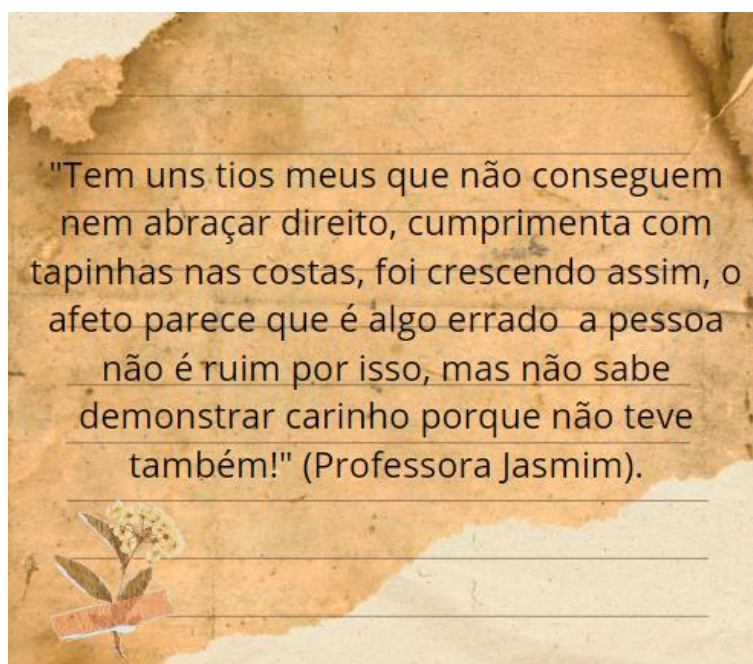 "Tem uns tios meus que não conseguem
nem abraçar direito, cumprimenta com
tapinhas nas costas, foi crescendo assim, o
afeto parece que é algo errado  a pessoa
não é ruim por isso, mas não sabe
demonstrar carinho porque não teve
também!" (Professora Jasmim).